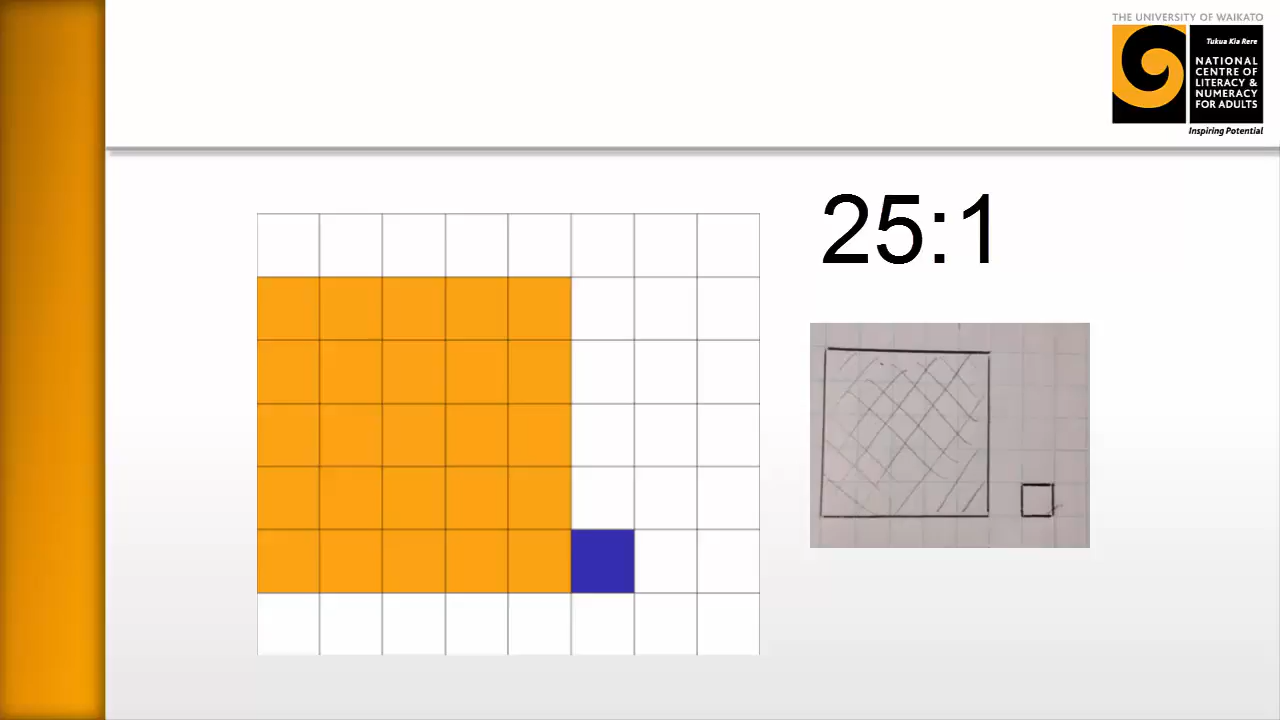 THE UNIVERSITY OF WAIKATO
Tukua Kia Rere
NATIONAL
CENTRE OF
LITERACY &
NUMERACY
FOR ADULTS
Inspiring Potential
25:1